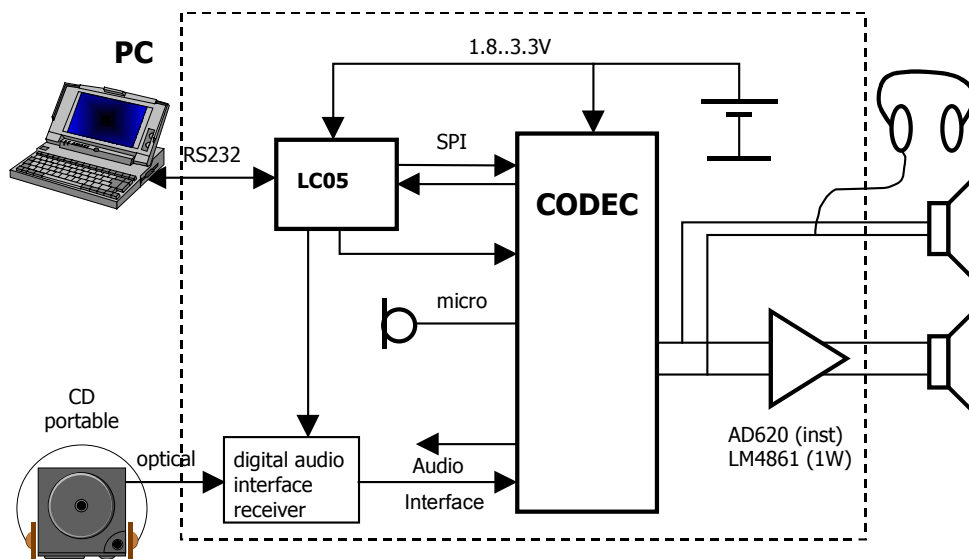 PC
1.8..3.3V
RS232
LC05
SPI
CODEC
micro
CD
portable
optical
digital audio
interface
receiver
Audio
Interface
AD620 (inst)
LM4861 (1W)